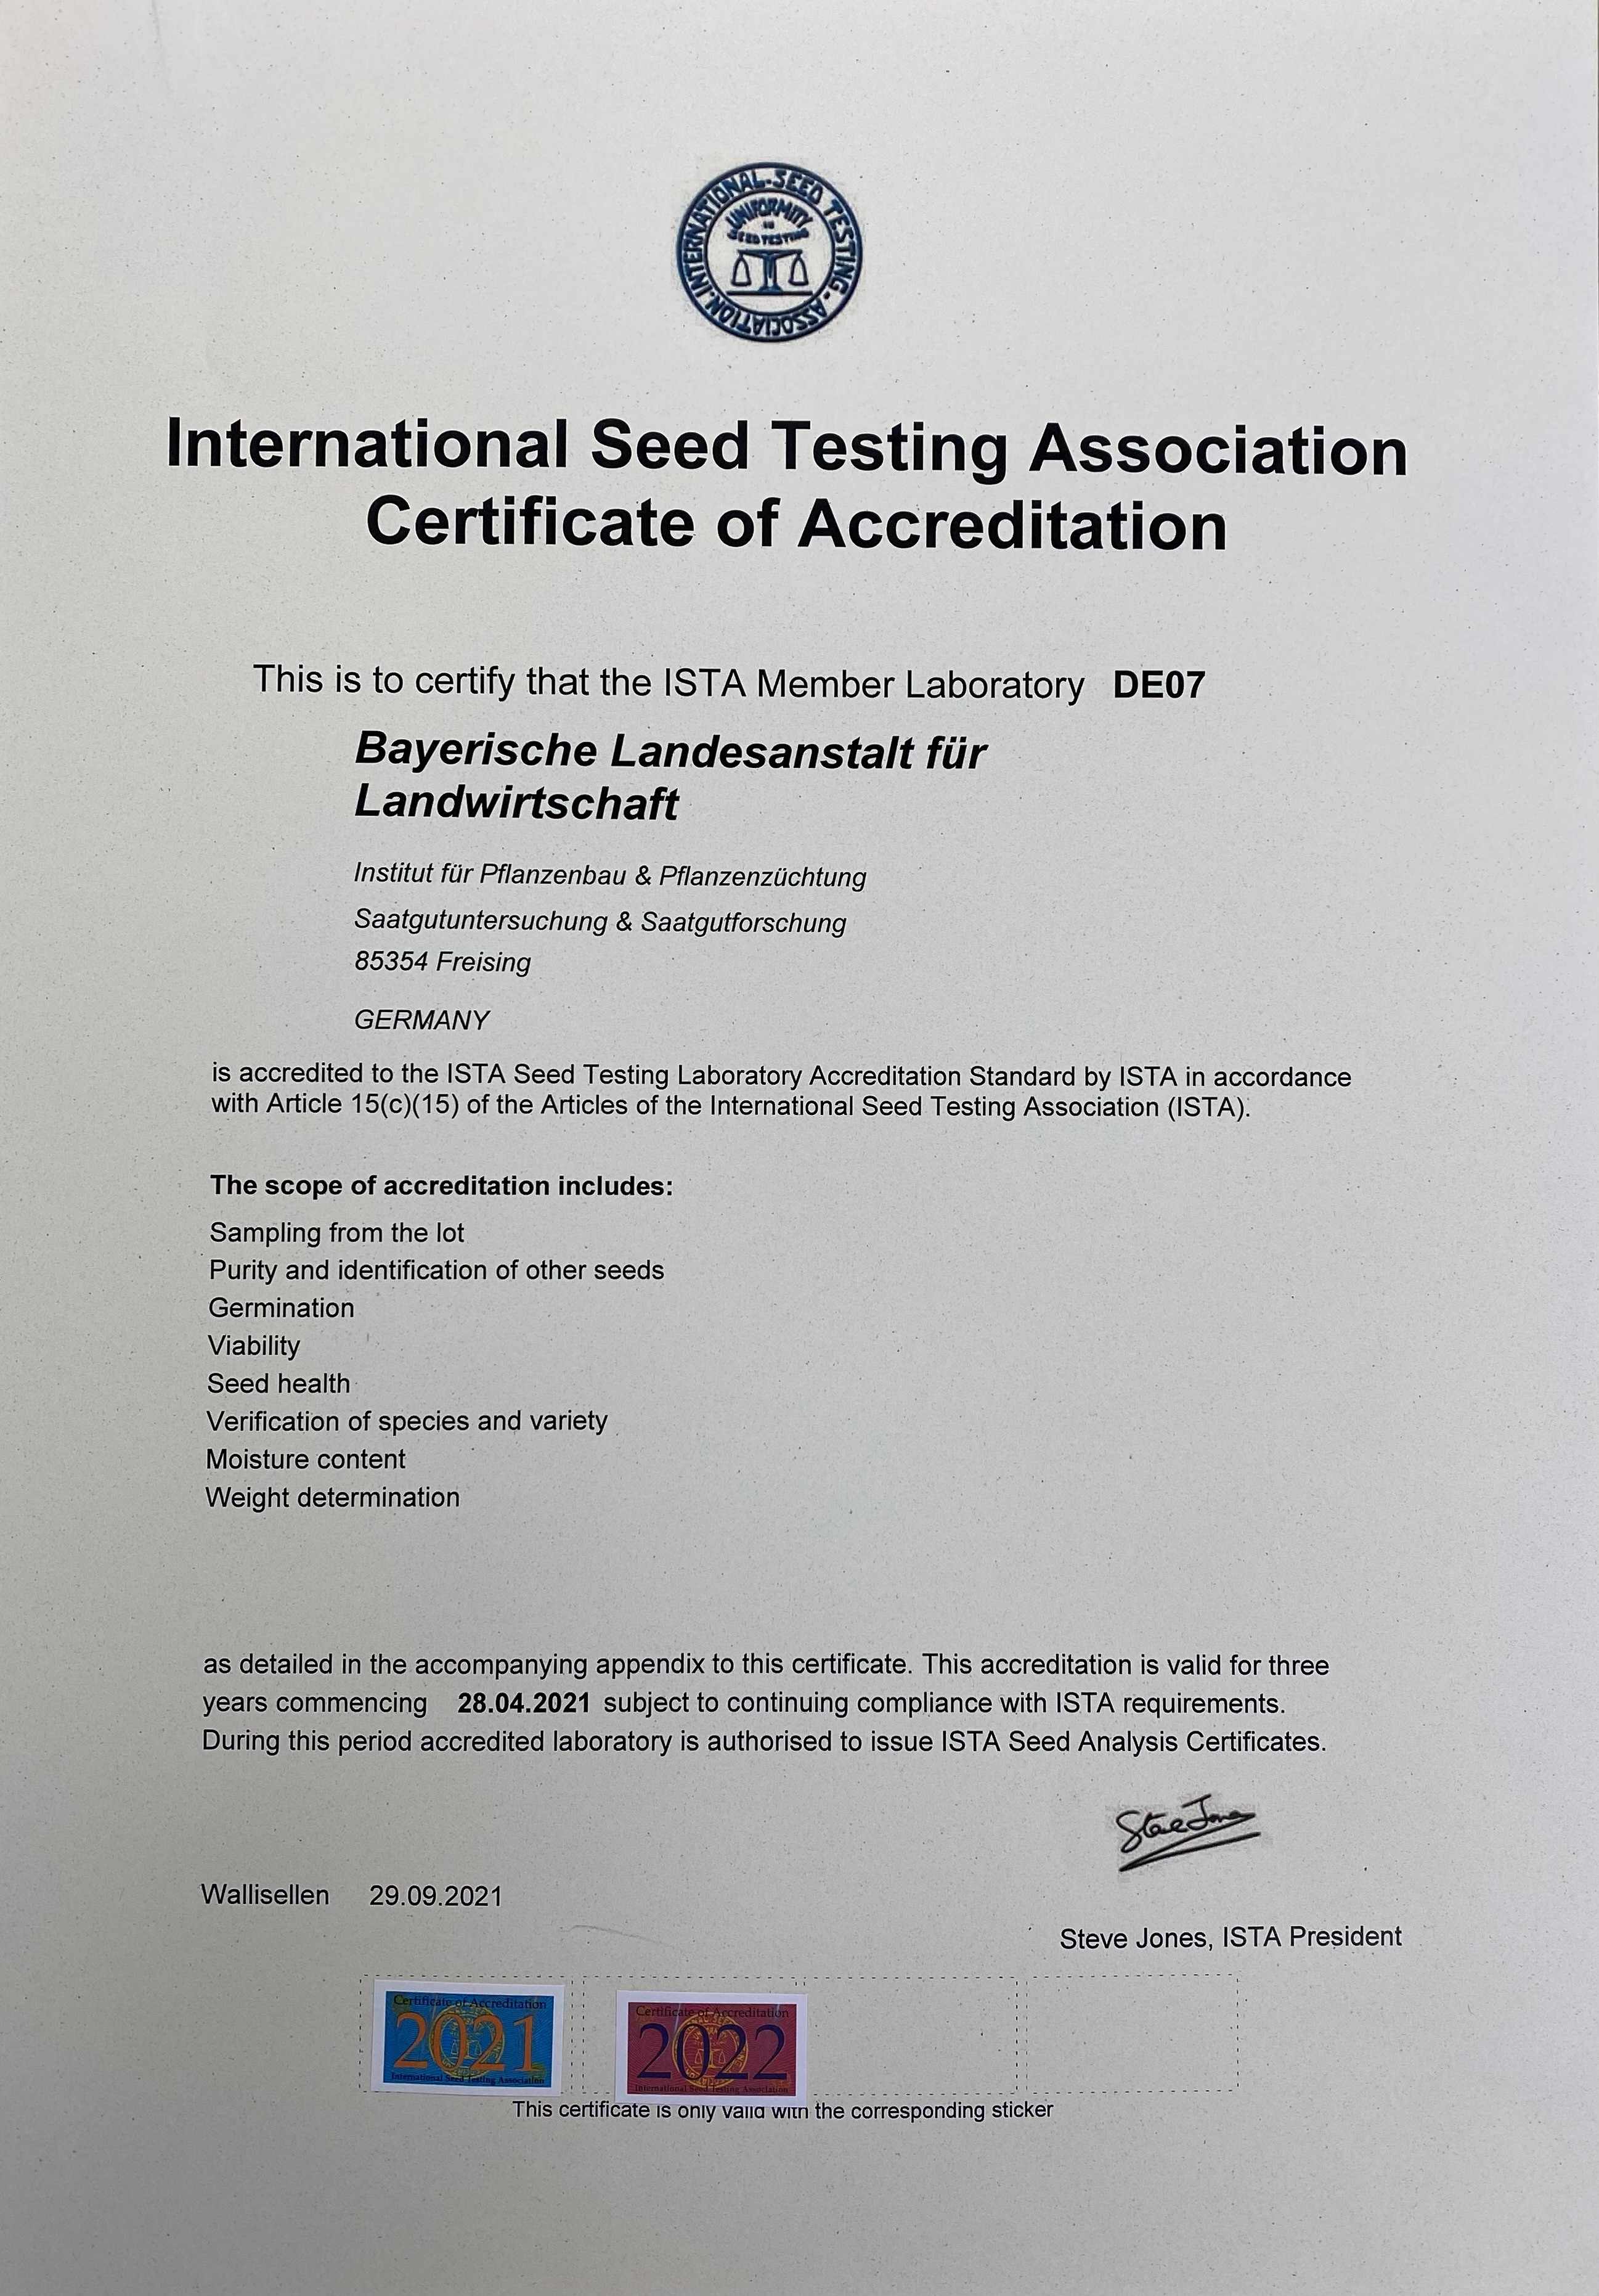 INTERNATIONAL-SEED TESTING-ASSOCIATION.
UNIFORMITY
IN
SEED TESTING
International Seed Testing Association
Certificate of Accreditation
This is to certify that the ISTA Member Laboratory DE07
Bayerische Landesanstalt für
Landwirtschaft
Institut für Pflanzenbau & Pflanzenzüchtung
Saatgutuntersuchung & Saatgutforschung
85354 Freising
GERMANY
is accredited to the ISTA Seed Testing Laboratory Accreditation Standard by ISTA in accordance
with Article 15(c)(15) of the Articles of the International Seed Testing Association (ISTA).
The scope of accreditation includes:
Sampling from the lot
Purity and identification of other seeds
Germination
Viability
Seed health
Verification of species and variety
Moisture content
Weight determination
as detailed in the accompanying appendix to this certificate. This accreditation is valid for three
years commencing 28.04.2021 subject to continuing compliance with ISTA requirements.
During this period accredited laboratory is authorised to issue ISTA Seed Analysis Certificates.
Steve Jones
Wallisellen 29.09.2021
Steve Jones, ISTA President
Certificate of Accreditation
2021
International Seed Testing Association
Certificate of Accreditation
2022
International Seed Testing Association
This certificate is only valid with the corresponding sticker